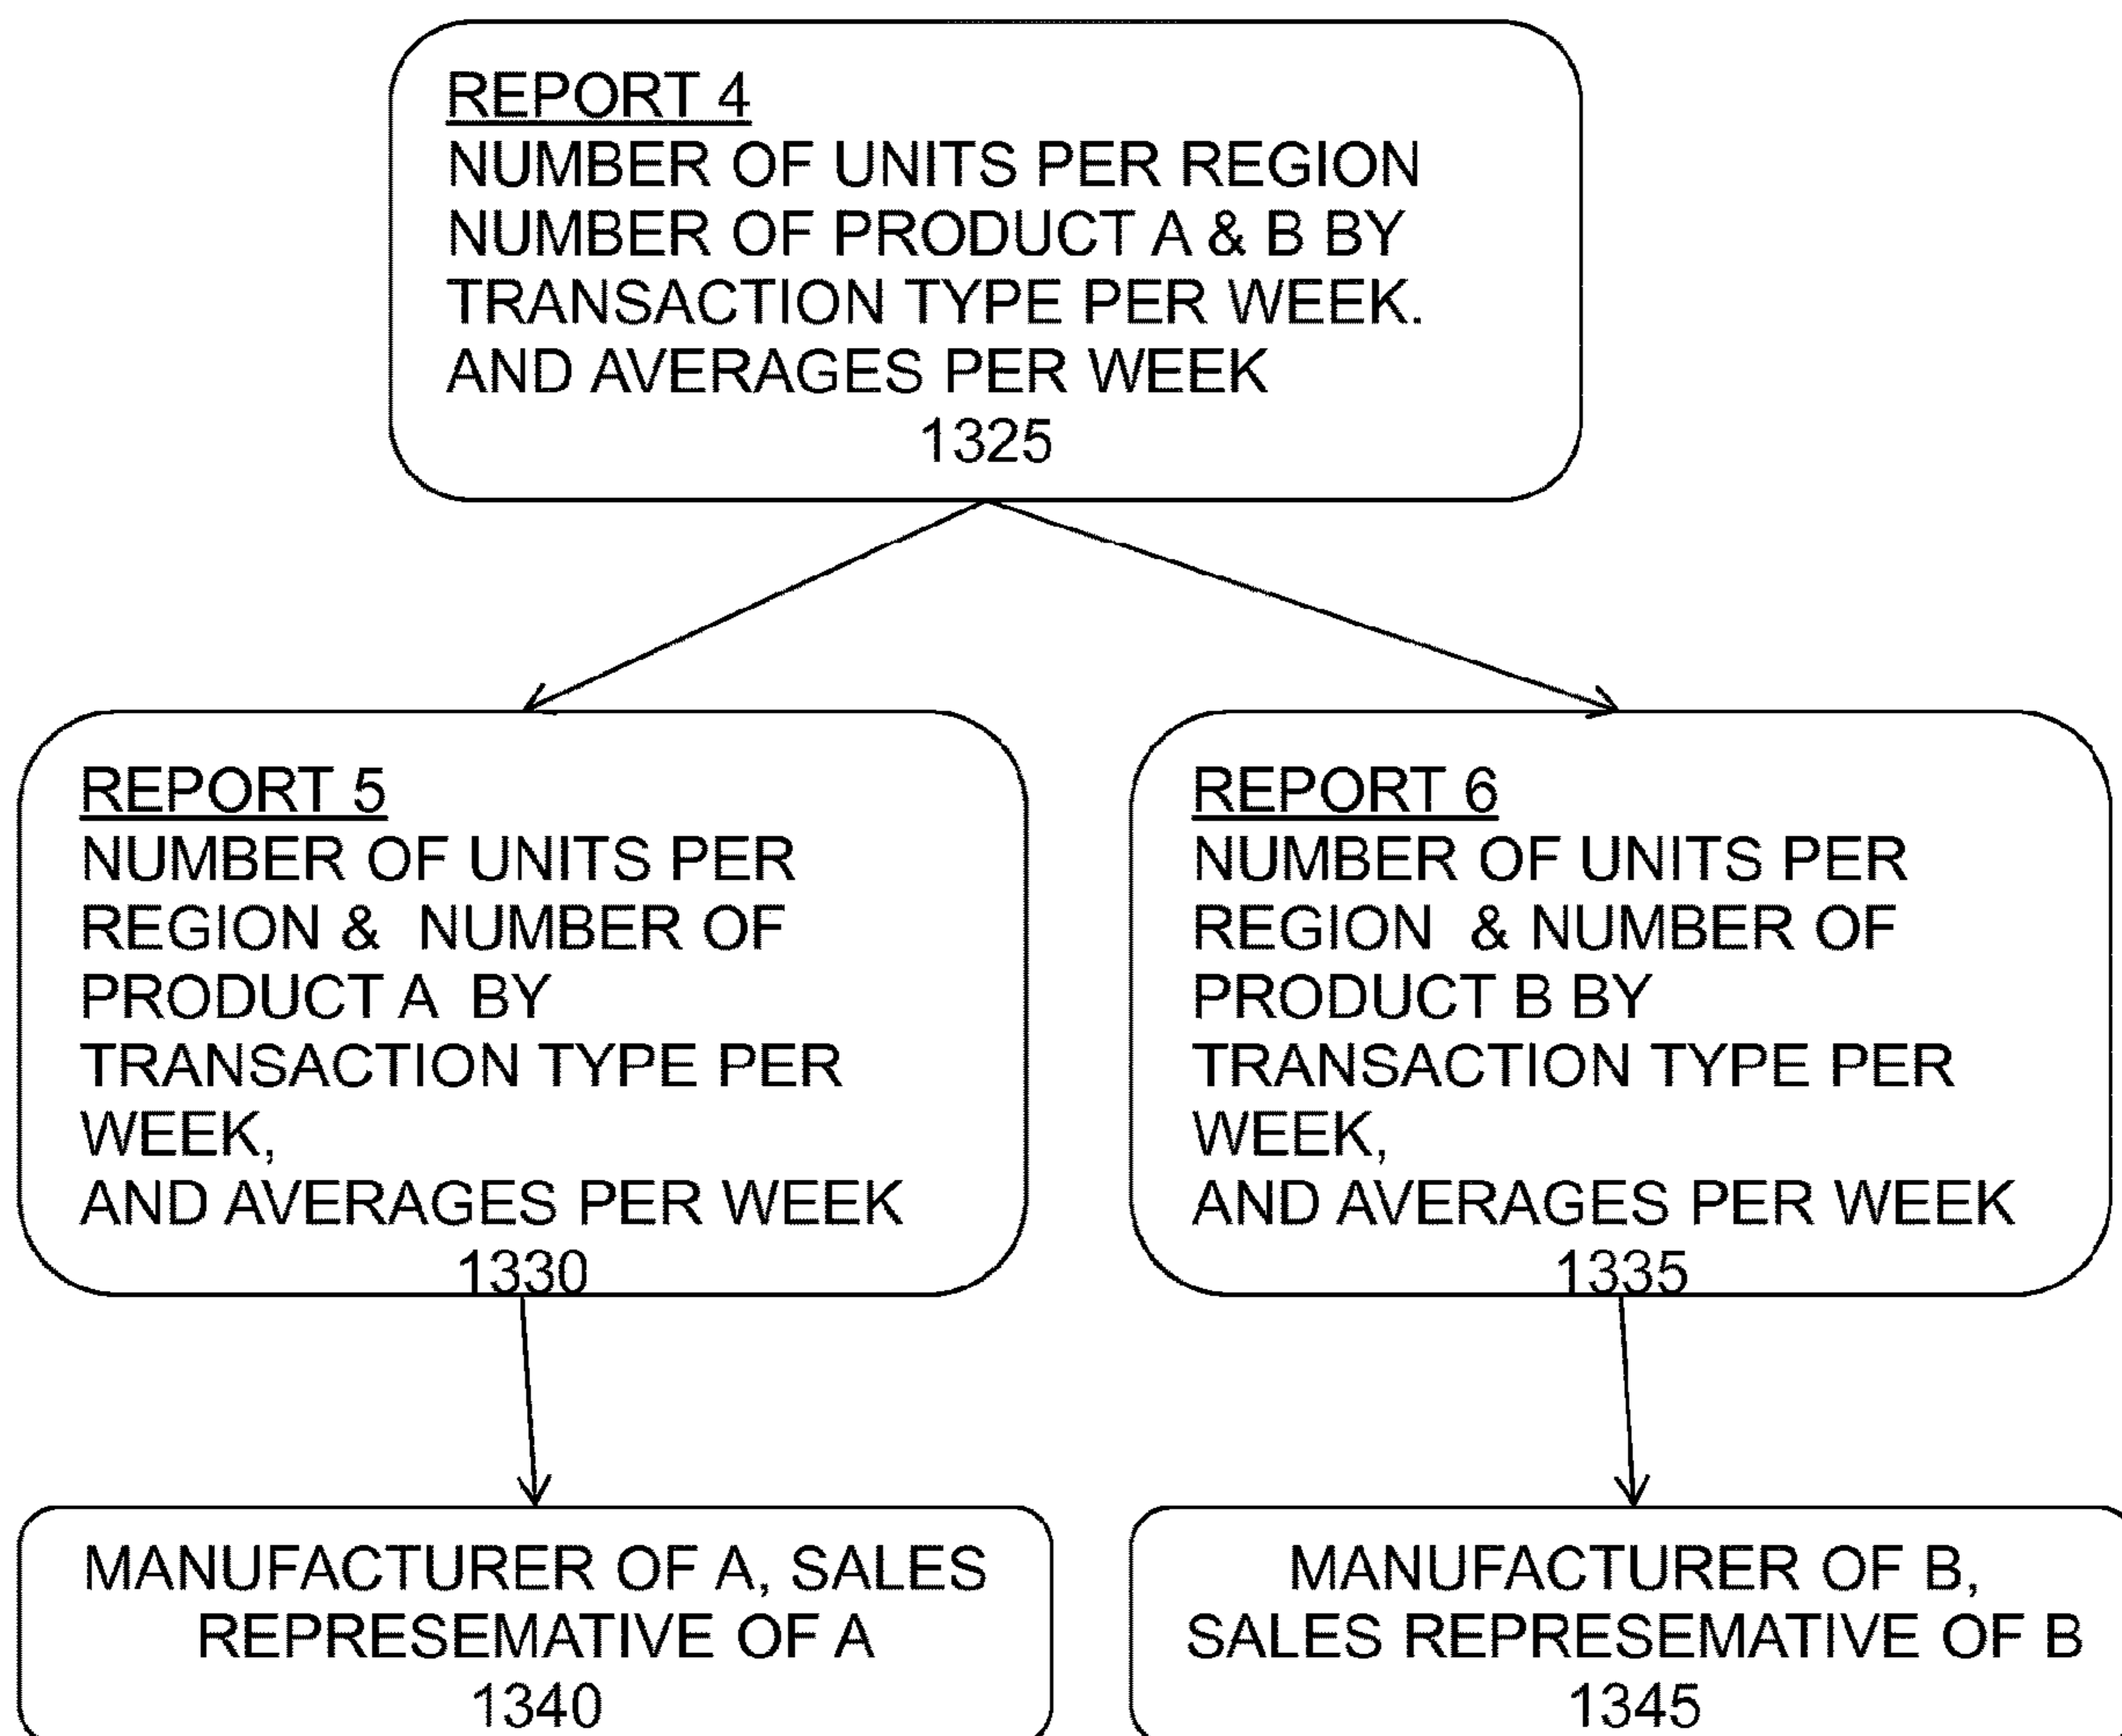 REPORT 4
NUMBER OF UNITS PER REGION
NUMBER OF PRODUCT A & B BY
TRANSACTION TYPE PER WEEK.
AND AVERAGES PER WEEK
1325
REPORT 5
NUMBER OF UNITS PER
REGION & NUMBER OF
PRODUCT A BY
TRANSACTION TYPE PER
WEEK,
AND AVERAGES PER WEEK
1330
REPORT 6
NUMBER OF UNITS PER
REGION & NUMBER OF
PRODUCT B BY
TRANSACTION TYPE PER
WEEK,
AND AVERAGES PER WEEK
1335
MANUFACTURER OF A, SALES
REPRESEMATIVE OF A
1340
MANUFACTURER OF B,
SALES REPRESEMATIVE OF B
1345